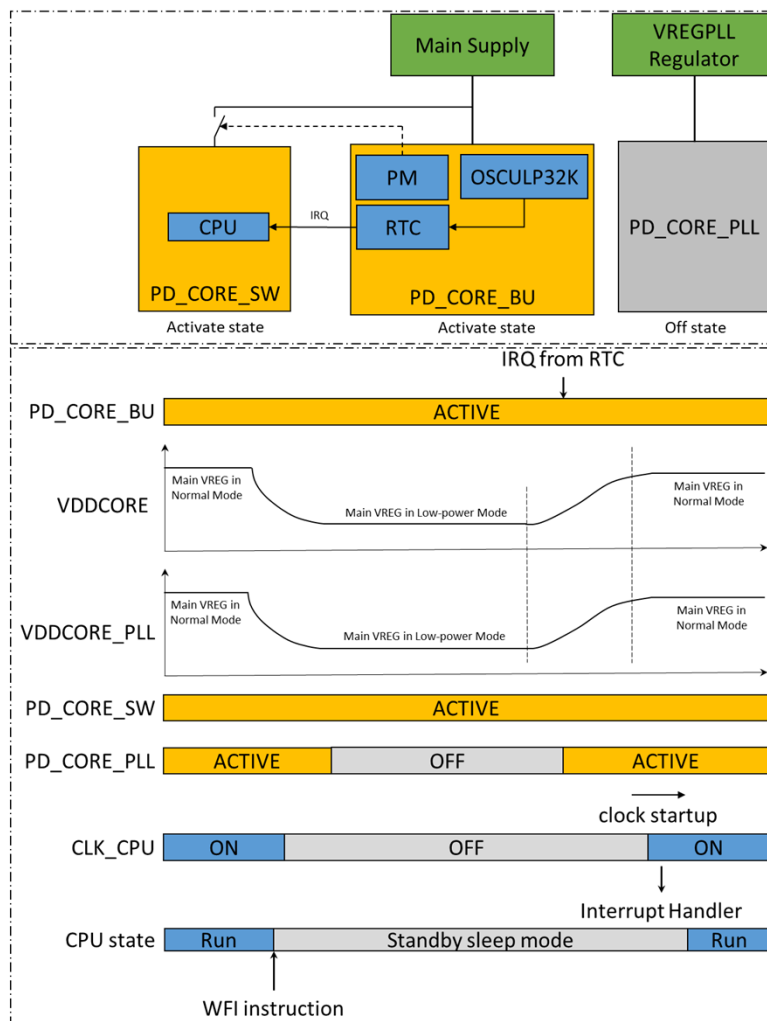 Main Supply
VREGPLL
Regulator
PM
OSCULP32K
CPU
IRQ
RTC
PD_CORE_PLL
PD_CORE_SW
PD_CORE_BU
Activate state
Activate state
Off state
IRQ from RTC
PD_CORE_BU
ACTIVE
Main VREG in
Normal Mode
VDDCORE
Main VREG in Low-power Mode
Main VREG in
Normal Mode
Main VREG in
Normal Mode
VDDCORE_PLL
Main VREG in Low-power Mode
Main VREG in
Normal Mode
PD_CORE_SW
ACTIVE
PD_CORE_PLL
ACTIVE
OFF
ACTIVE
clock startup
CLK_CPU
ON
OFF
ON
Interrupt Handler
CPU state
Run
Standby sleep mode
Run
WFI instruction